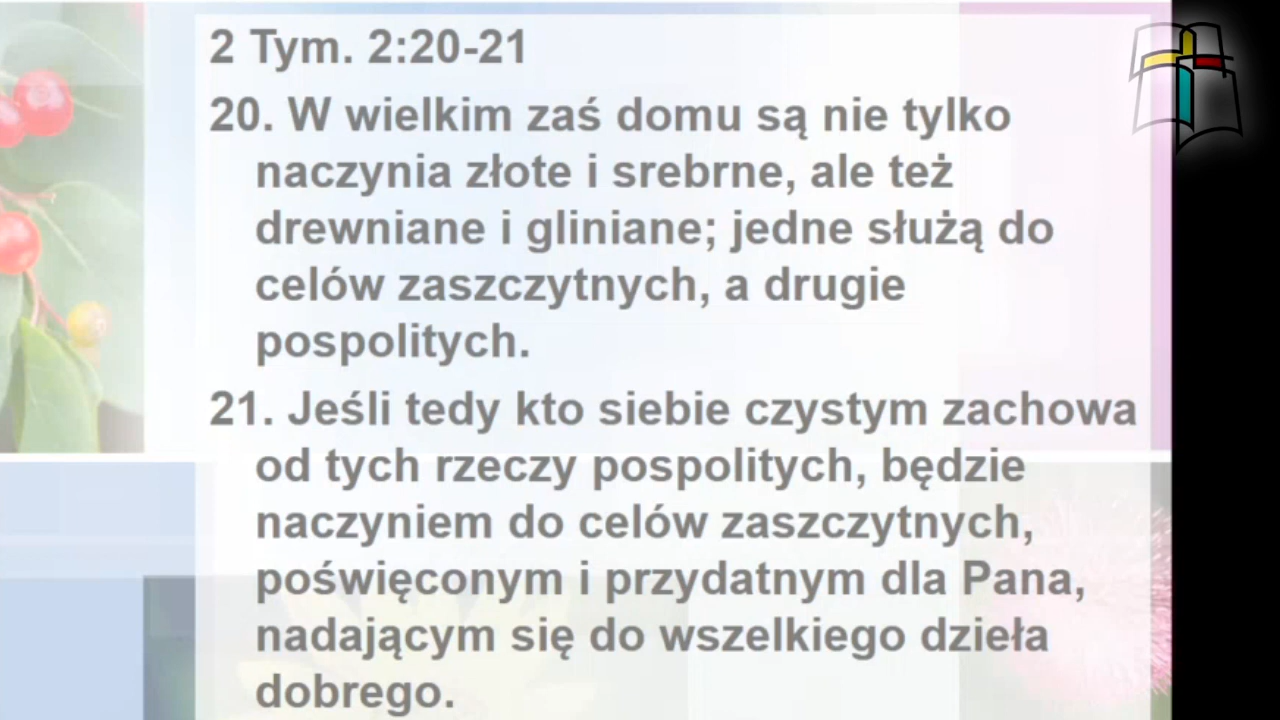 2 Tym. 2:20-21
20. W wielkim zaś domu są nie tylko
naczynia złote i srebrne, ale też
drewniane i gliniane; jedne służą do
celów zaszczytnych, a drugie
pospolitych.
21. Jeśli tedy kto siebie czystym zachowa
od tych rzeczy pospolitych, będzie
naczyniem do celów zaszczytnych,
poświęconym i przydatnym dla Pana,
nadającym się do wszelkiego dzieła
dobrego.